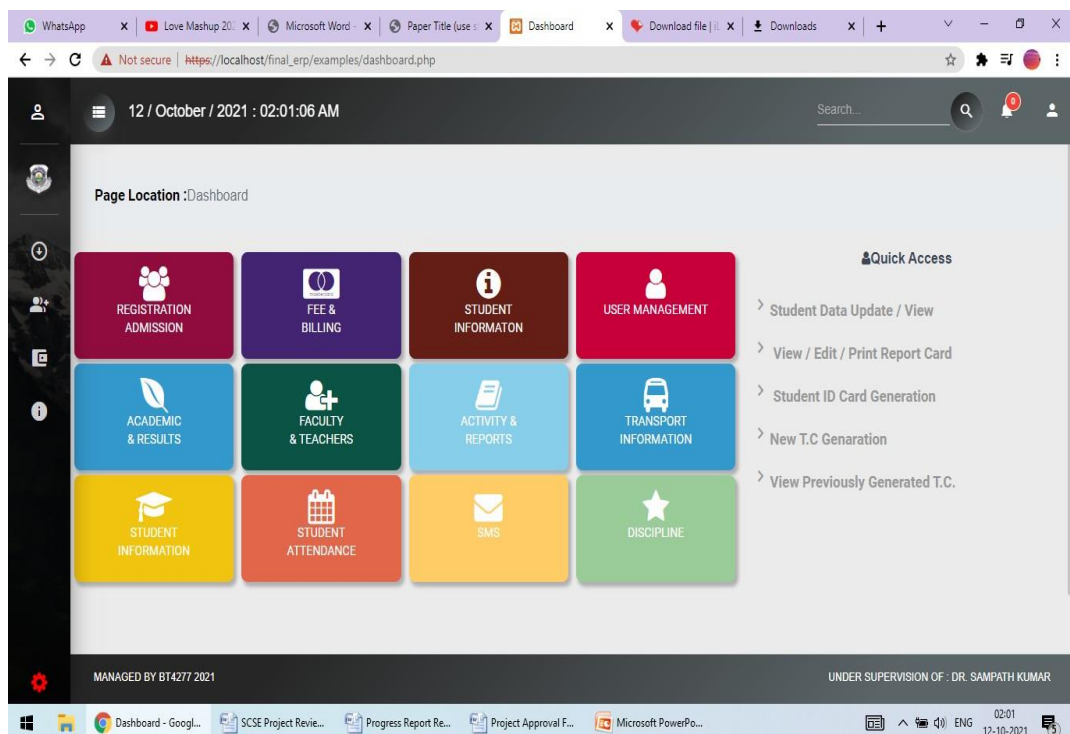 WhatsApp
Love Mashup 202
Microsoft Word -
Paper Title (use s
Dashboard
Download file | iL
Downloads
Not secure | https://localhost/final_erp/examples/dashboard.php
12 / October / 2021 : 02:01:06 AM
Search...
0
Page Location :Dashboard
REGISTRATION
ADMISSION
FEE &
BILLING
STUDENT
INFORMATON
USER MANAGEMENT
ACADEMIC
& RESULTS
FACULTY
& TEACHERS
ACTIVITY &
REPORTS
TRANSPORT
INFORMATION
STUDENT
INFORMATION
STUDENT
ATTENDANCE
SMS
DISCIPLINE
Quick Access
Student Data Update / View
View / Edit / Print Report Card
Student ID Card Generation
New T.C Genaration
View Previously Generated T.C.
MANAGED BY BT4277 2021
UNDER SUPERVISION OF : DR. SAMPATH KUMAR
Dashboard - Googl...
SCSE Project Revie...
Progress Report Re...
Project Approval F...
Microsoft PowerPo...
ENG
02:01
12-10-2021
5